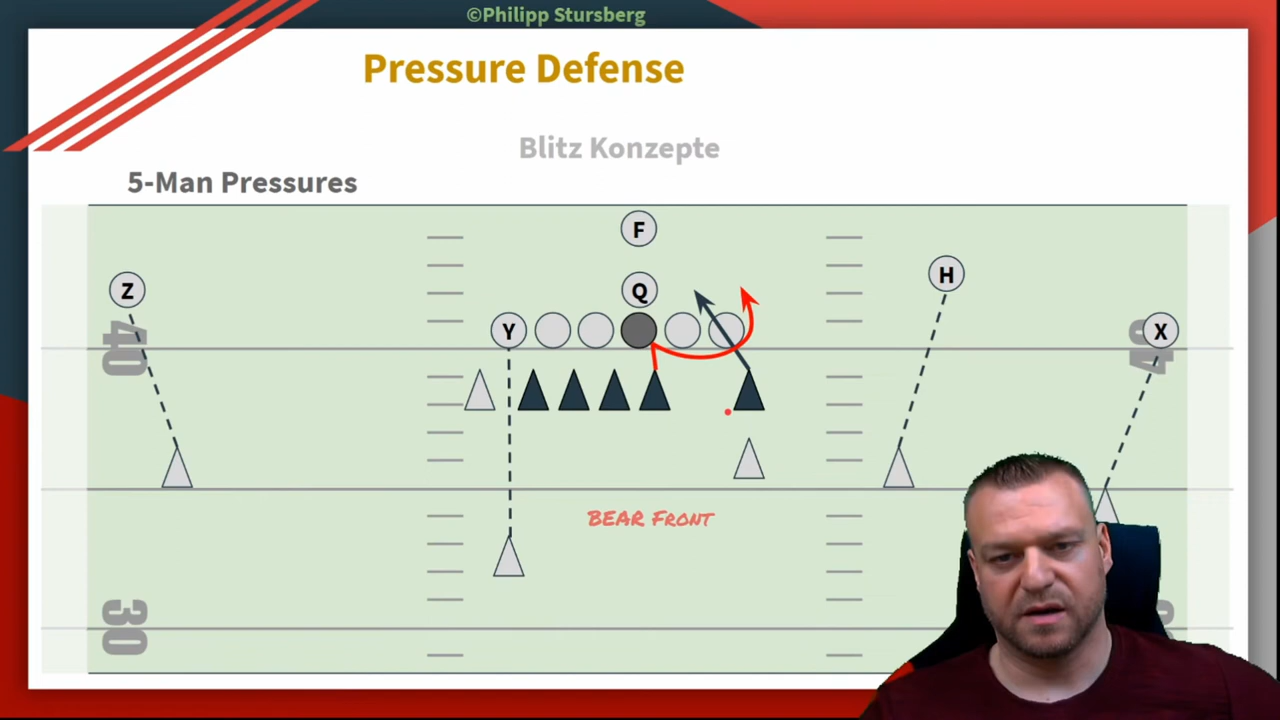 ©Philipp Stursberg
Pressure Defense
Blitz Konzepte
5-Man Pressures
F
Z
Q
H
Y
X
40
BEAR FRONT
30